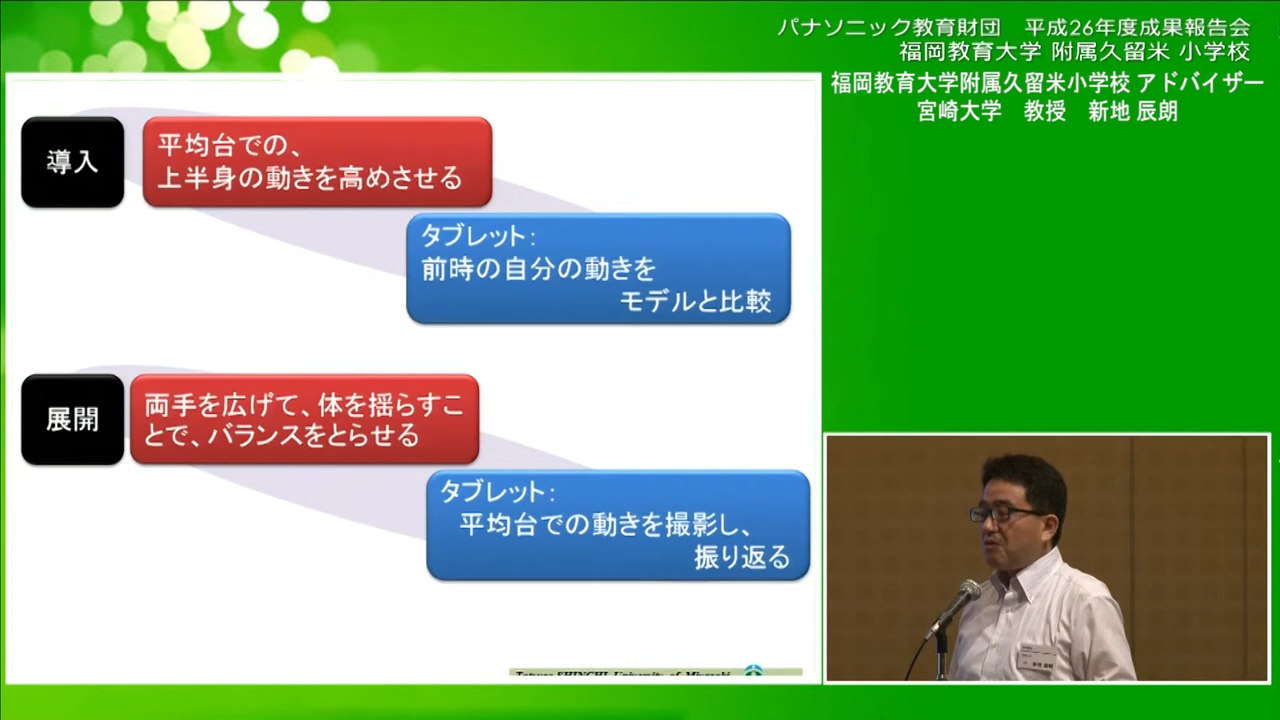 パナソニック教育財団　平成26年度成果報告会
福岡教育大学 附属久留米 小学校
福岡教育大学附属久留米小学校 アドバイザー
宮崎大学　教授　新地 辰朗
導入
平均台での、
上半身の動きを高めさせる
タブレット：
前時の自分の動きを
モデルと比較
展開
両手を広げて、体を揺らすこ
とで、バランスをとらせる
タブレット：
平均台での動きを撮影し、
振り返る